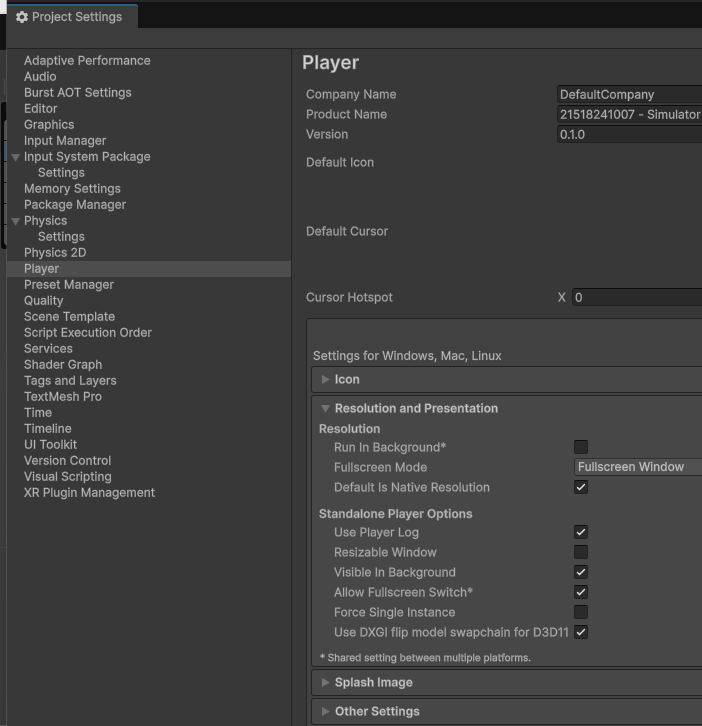 Project Settings
Adaptive Performance
Audio
Burst AOT Settings
Editor
Graphics
Input Manager
Input System Package
Settings
Memory Settings
Package Manager
Physics
Settings
Physics 2D
Player
Preset Manager
Quality
Scene Template
Script Execution Order
Services
Shader Graph
Tags and Layers
TextMesh Pro
Time
Timeline
UI Toolkit
Version Control
Visual Scripting
XR Plugin Management
Player
Company Name DefaultCompany
Product Name 21518241007 - Simulator
Version 0.1.0
Default Icon
Default Cursor
Cursor Hotspot X 0
Settings for Windows, Mac, Linux
Icon
Resolution and Presentation
Resolution
Run In Background*
Fullscreen Mode Fullscreen Window
Default Is Native Resolution
Standalone Player Options
Use Player Log
Resizable Window
Visible In Background
Allow Fullscreen Switch*
Force Single Instance
Use DXGI flip model swapchain for D3D11
* Shared setting between multiple platforms.
Splash Image
Other Settings